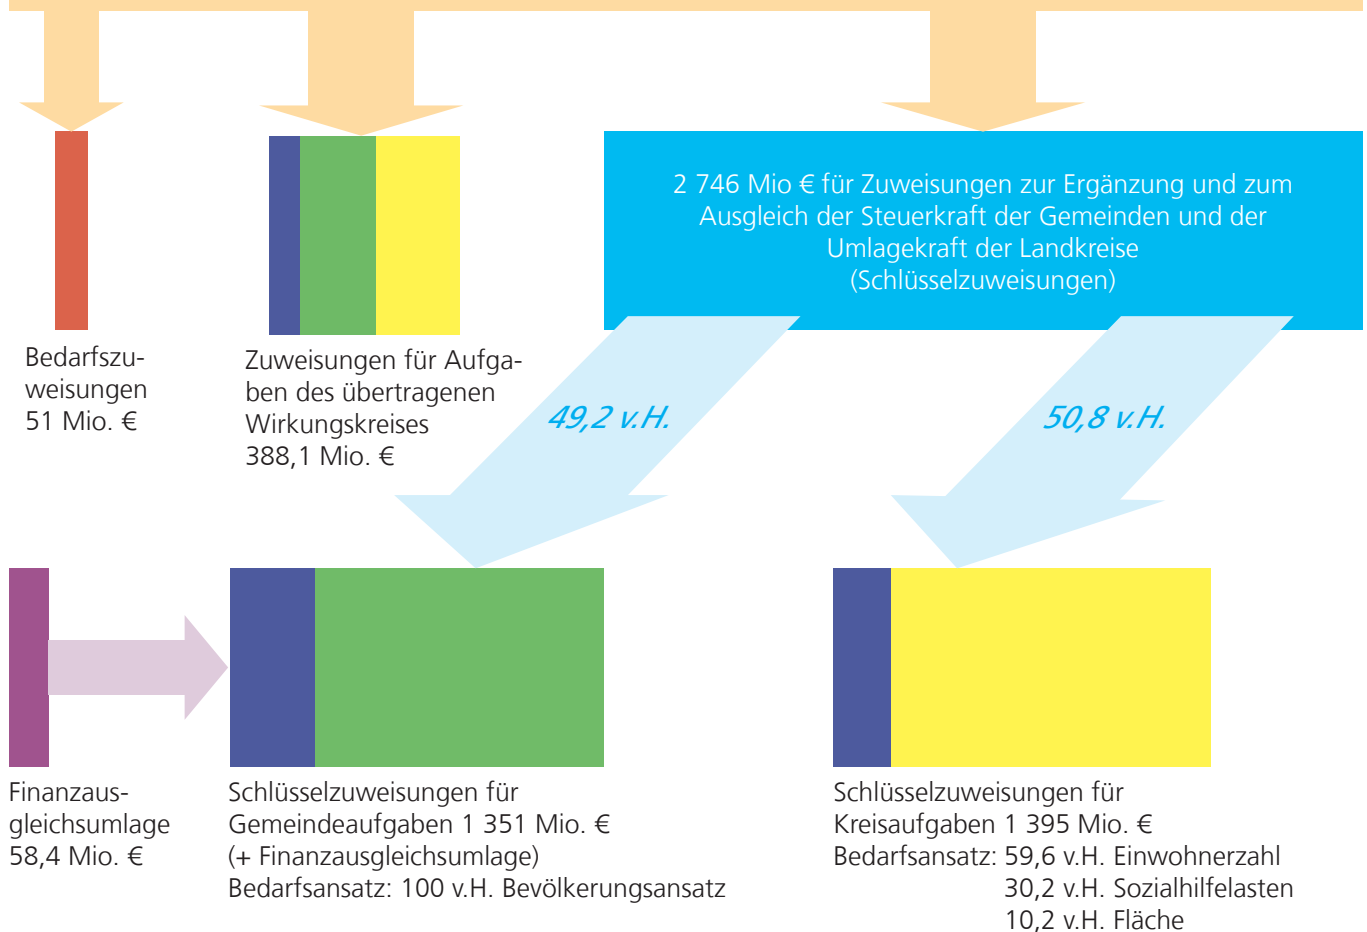 2 746 Mio € für Zuweisungen zur Ergänzung und zum
Ausgleich der Steuerkraft der Gemeinden und der
Umlagekraft der Landkreise
(Schlüsselzuweisungen)
Bedarfszu-
weisungen
51 Mio. €
Zuweisungen für Aufga-
ben des übertragenen
Wirkungskreises
388,1 Mio. €
49,2 v.H.
50,8 v.H.
Finanzaus-
gleichsumlage
58,4 Mio. €
Schlüsselzuweisungen für
Gemeindeaufgaben 1 351 Mio. €
(+ Finanzausgleichsumlage)
Bedarfsansatz: 100 v.H. Bevölkerungsansatz
Schlüsselzuweisungen für
Kreisaufgaben 1 395 Mio. €
Bedarfsansatz: 59,6 v.H. Einwohnerzahl
30,2 v.H. Sozialhilfelasten
10,2 v.H. Fläche